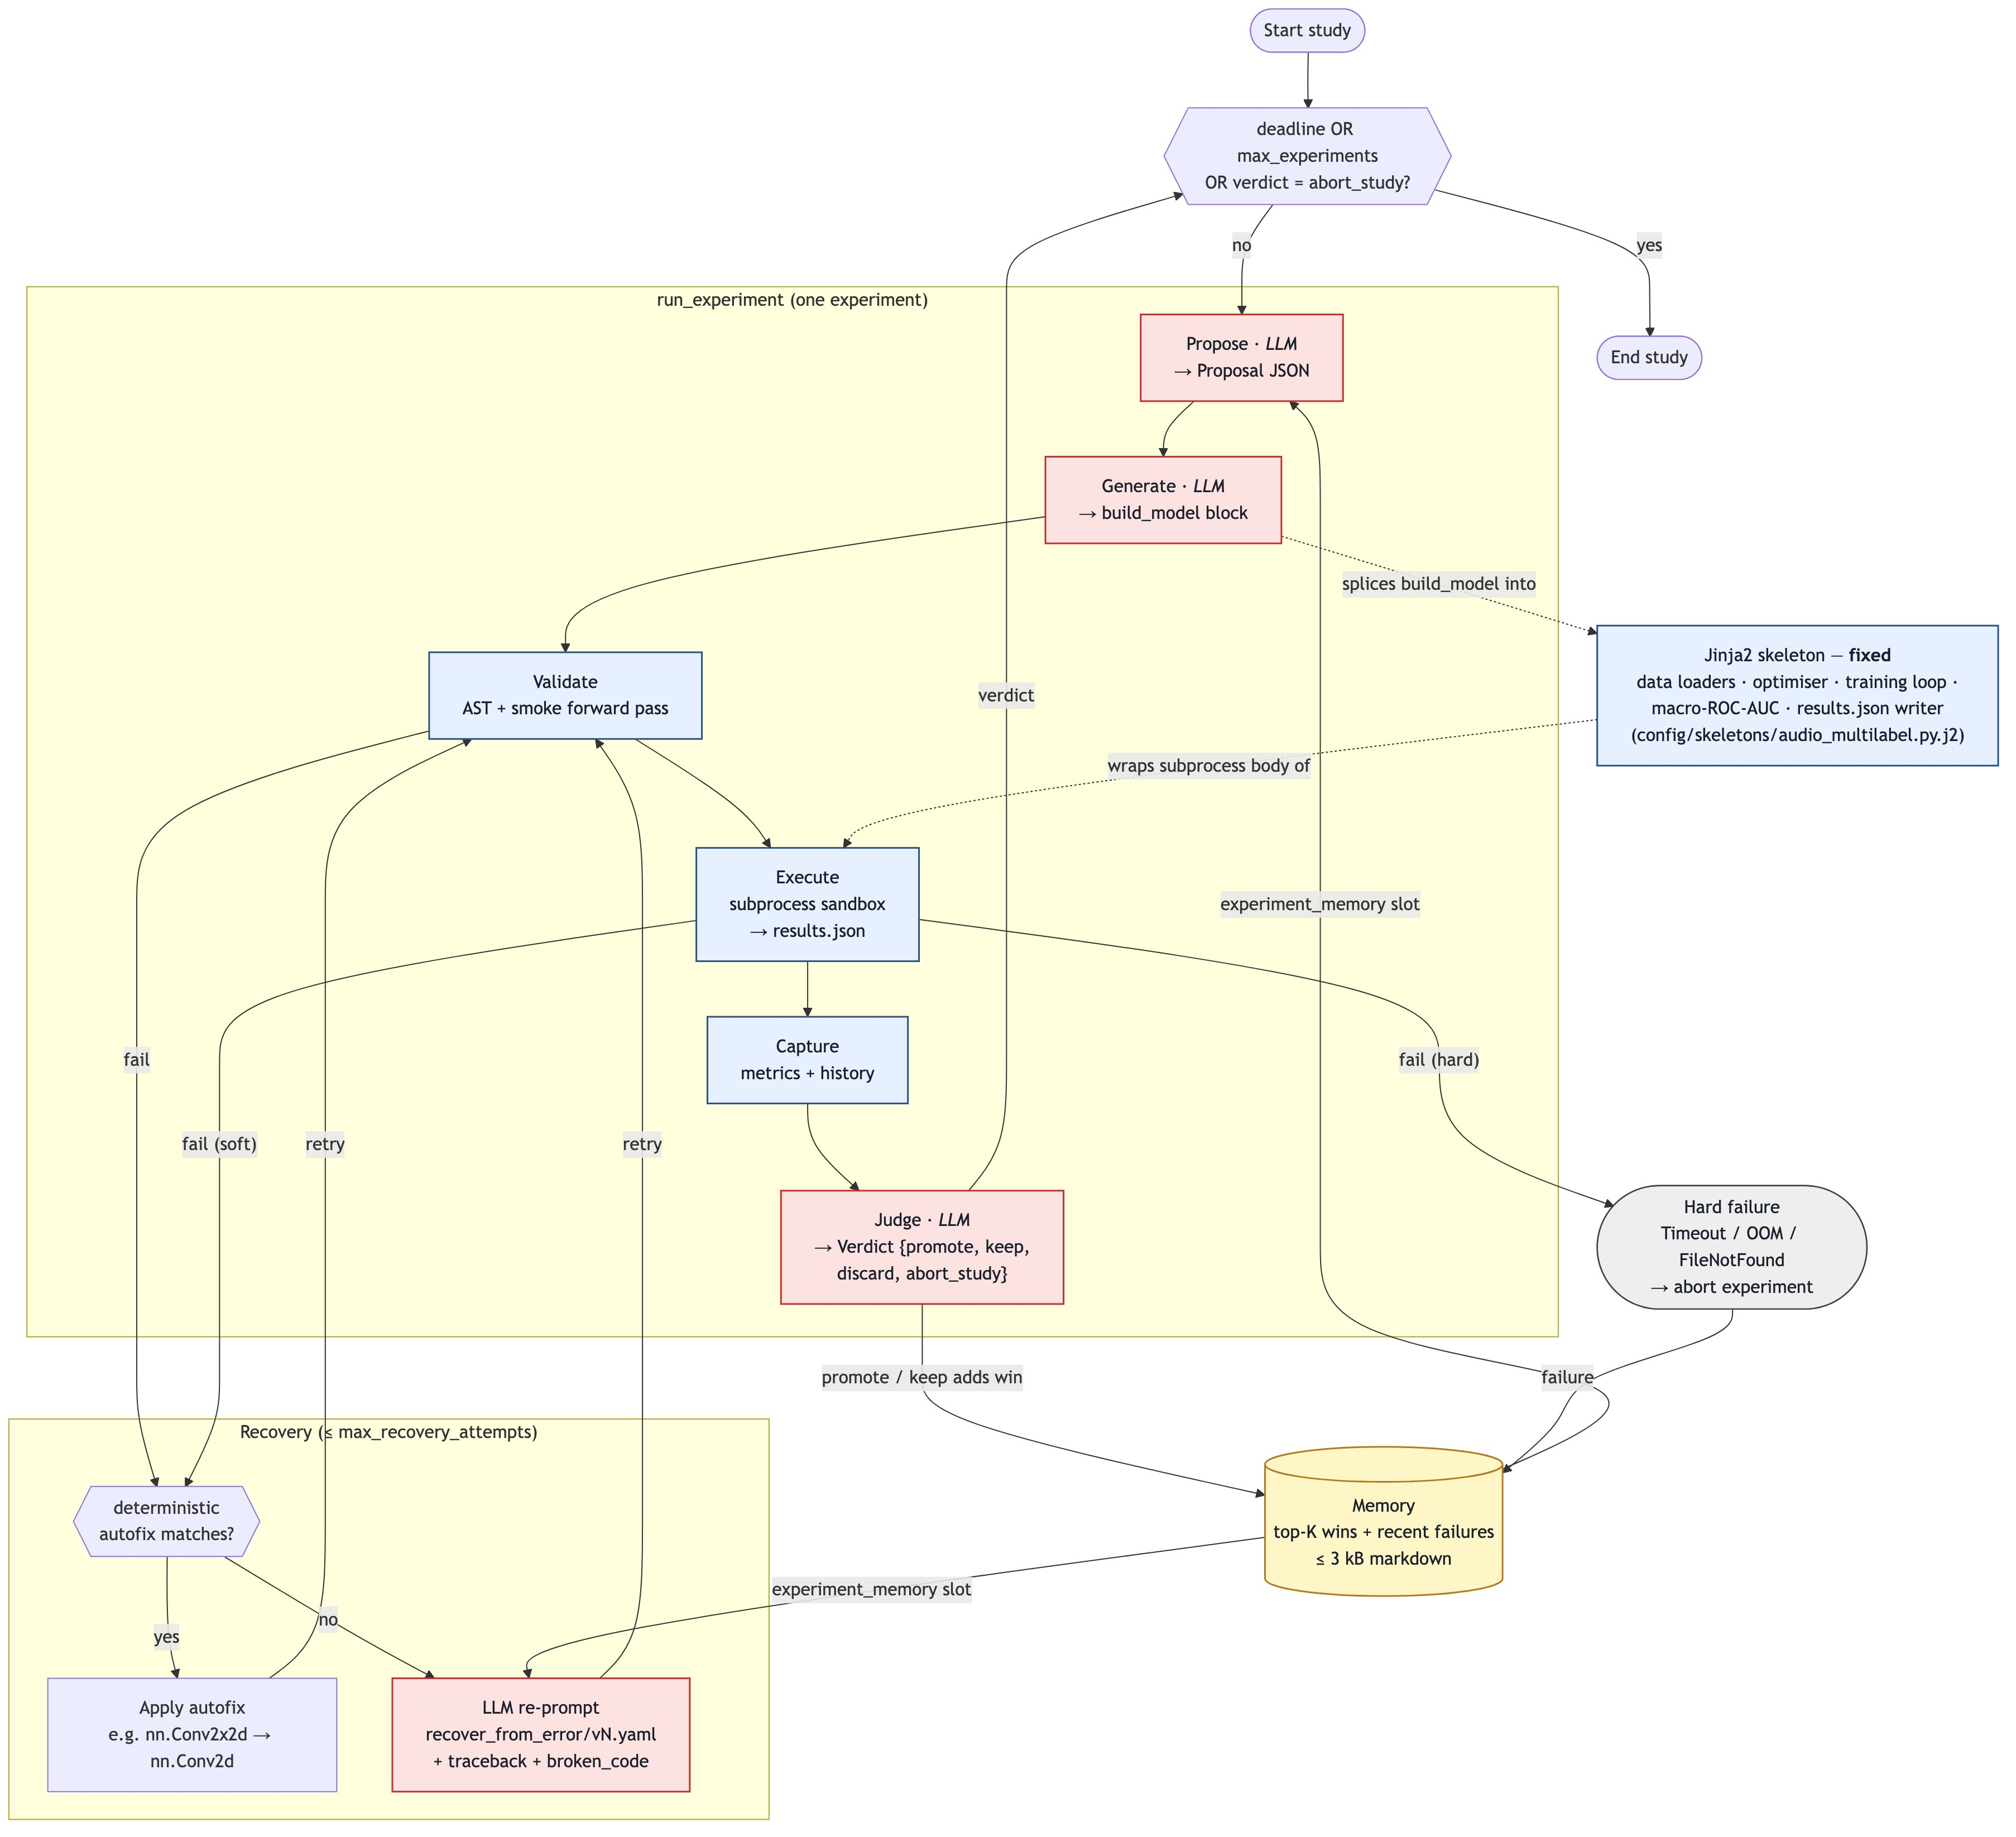 Start study
deadline OR
max_experiments
OR verdict = abort_study?
no
yes
run_experiment (one experiment)
Propose · LLM
→ Proposal JSON
End study
Generate · LLM
→ build_model block
splices build_model into
Validate
AST + smoke forward pass
verdict
Jinja2 skeleton — fixed
data loaders · optimiser · training loop ·
macro-ROC-AUC · results.json writer
(config/skeletons/audio_multilabel.py.j2)
wraps subprocess body of
Execute
subprocess sandbox
→ results.json
experiment_memory slot
Capture
metrics + history
fail
fail (hard)
fail (soft)
retry
retry
Judge · LLM
→ Verdict {promote, keep,
discard, abort_study}
Hard failure
Timeout / OOM /
FileNotFound
→ abort experiment
promote / keep adds win
failure
Recovery (≤ max_recovery_attempts)
deterministic
autofix matches?
Memory
top-K wins + recent failures
≤ 3 kB markdown
experiment_memory slot
yes
no
Apply autofix
e.g. nn.Conv2x2d →
nn.Conv2d
LLM re-prompt
recover_from_error/vN.yaml
+ traceback + broken_code